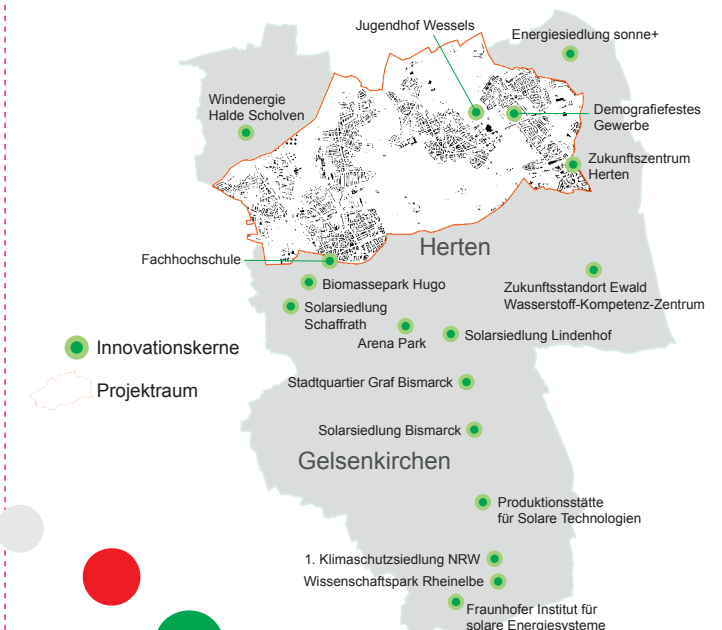 Jugendhof Wessels
Energiesiedlung sonne+
Windenergie
Halde Scholven
Demografiefestes
Gewerbe
Zukunftszentrum
Herten
Herten
Fachhochschule
Biomassepark Hugo
Zukunftsstandort Ewald
Wasserstoff-Kompetenz-Zentrum
Solarsiedlung
Schaffrath
Arena Park
Solarsiedlung Lindenhof
Innovationskerne
Projektraum
Stadtquartier Graf Bismarck
Solarsiedlung Bismarck
Gelsenkirchen
Produktionsstätte
für Solare Technologien
1. Klimaschutzsiedlung NRW
Wissenschaftspark Rheinelbe
Fraunhofer Institut für
solare Energiesysteme